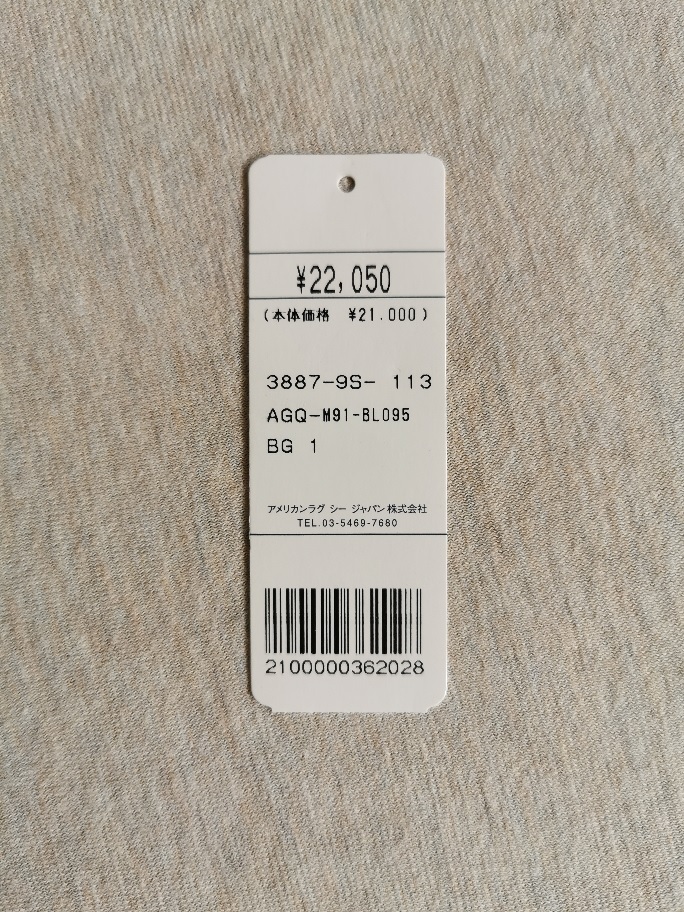 ¥22,050
(本体価格 ¥21.000)
3887-9S- 113
AGQ-M91-BL095
BG 1
アメリカンラグ シー ジャパン株式会社
TEL.03-5469-7680
2100000362028